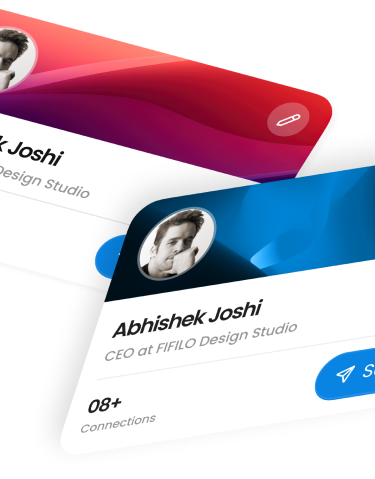 k Joshi
Design Studio
Abhishek Joshi
CEO at FIFILO Design Studio
08+
Connections